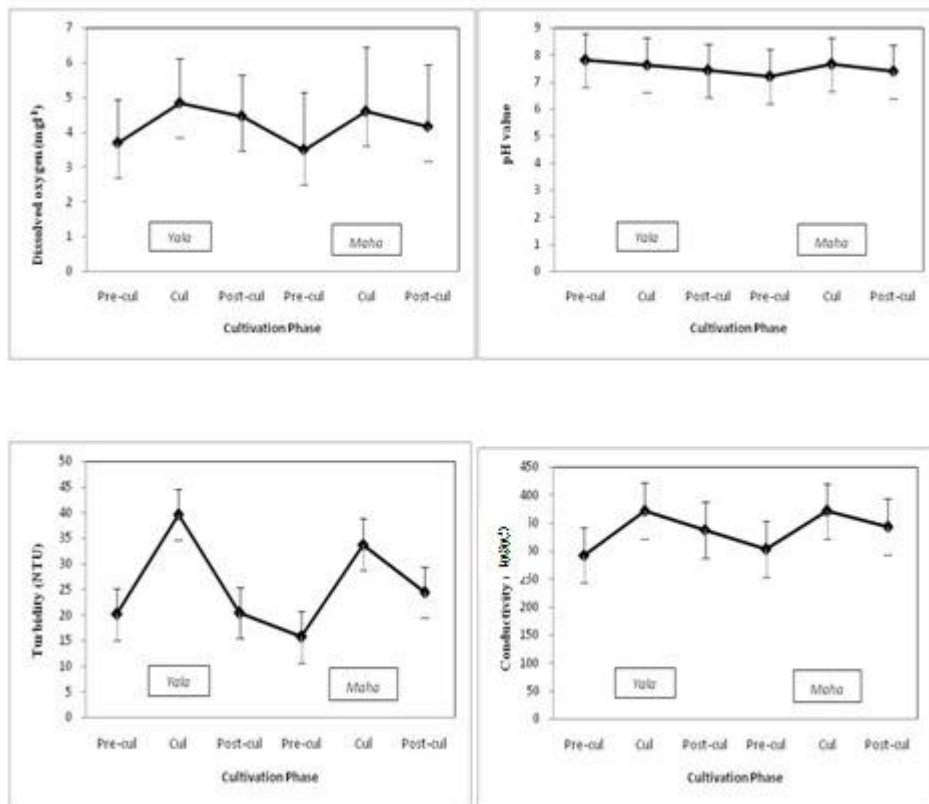 Dissolved oxygen (mgl⁻¹)
7
6
5
4
3
2
1
0
Yala
Maha
Pre-cul Cul Post-cul Pre-cul Cul Post-cul
Cultivation Phase
pH value
9
8
7
6
5
4
3
2
1
0
Yala
Maha
Pre-cul Cul Post-cul Pre-cul Cul Post-cul
Cultivation Phase
Turbidity (NTU)
50
45
40
35
30
25
20
15
10
5
0
Yala
Maha
Pre-cul Cul Post-cul Pre-cul Cul Post-cul
Cultivation Phase
Conductivity
450
400
50
00
250
200
150
100
50
0
Yala
Maha
Pre-cul Cul Post-cul Pre-cul Cul Post-cul
Cultivation Phase